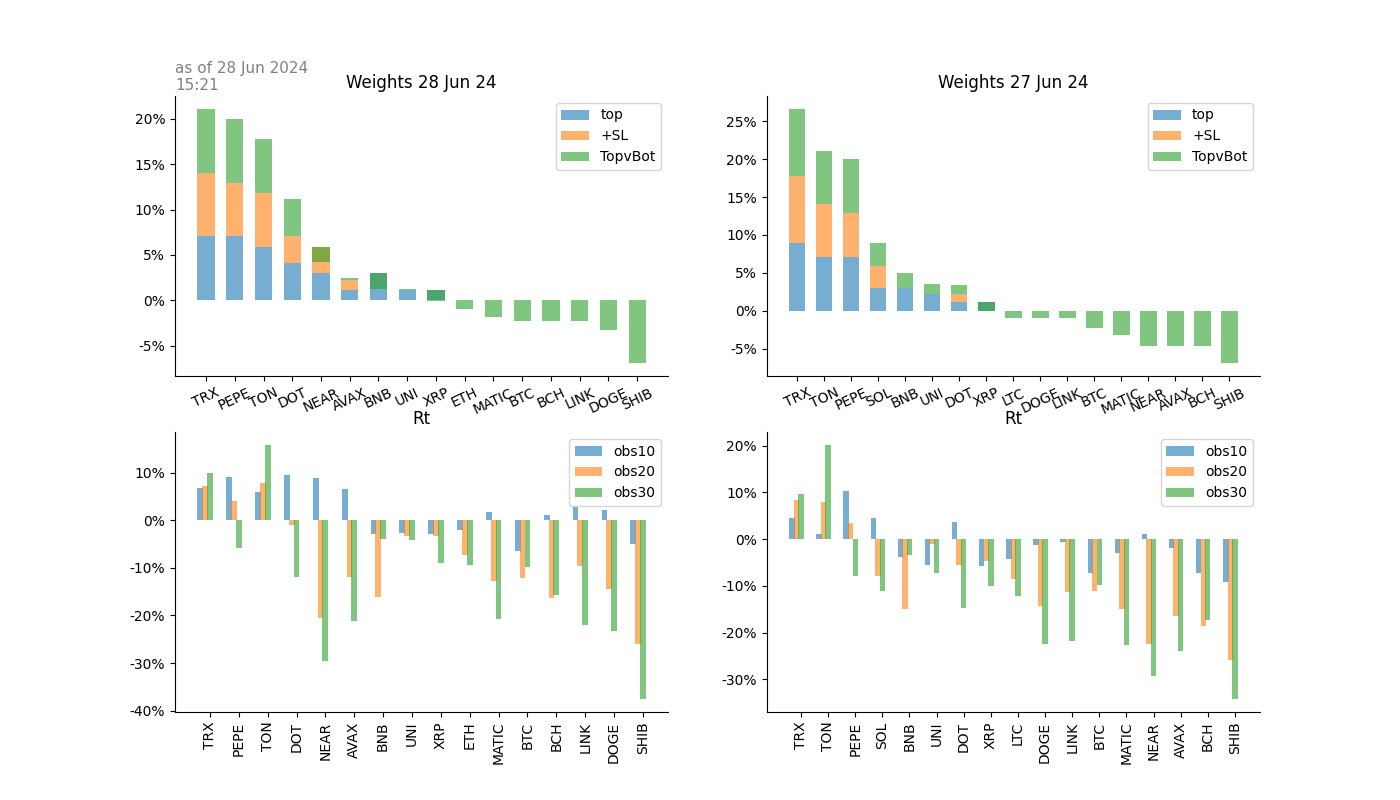 as of 28 Jun 2024
15:21
Weights 28 Jun 24
20%
15%
10%
5%
0%
-5%
top
+SL
TopvBot
TRX PEPE TON DOT NEAR AVAX BNB UNI XRP ETH MATIC BTC BCH LINK DOGE SHIB
Weights 27 Jun 24
25%
20%
15%
10%
5%
0%
-5%
top
+SL
TopvBot
TRX TON PEPE SOL BNB UNI DOT XRP LTC DOGE LINK BTC MATIC NEAR AVAX BCH SHIB
Rt
10%
0%
-10%
-20%
-30%
-40%
obs10
obs20
obs30
TRX PEPE TON DOT NEAR AVAX BNB UNI XRP ETH MATIC BTC BCH LINK DOGE SHIB
Rt
20%
10%
0%
-10%
-20%
-30%
obs10
obs20
obs30
TRX TON PEPE SOL BNB UNI DOT XRP LTC DOGE LINK BTC MATIC NEAR AVAX BCH SHIB